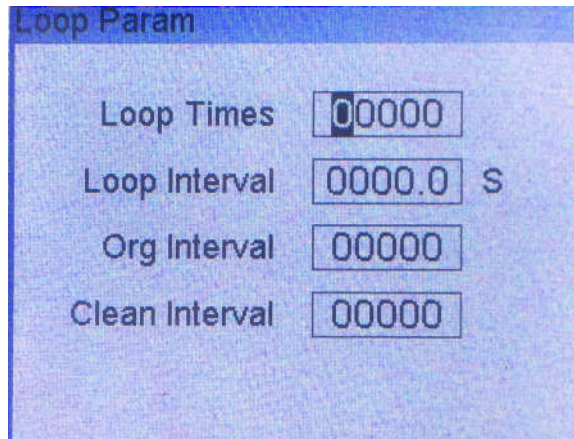 Loop Param
Loop Times 00000
Loop Interval 0000.0 S
Org Interval 00000
Clean Interval 00000